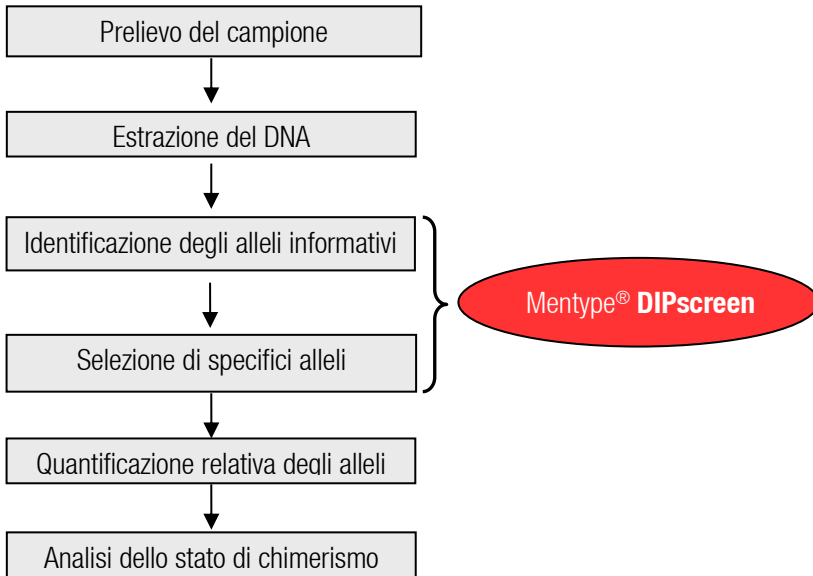 Prelievo del campione
Estrazione del DNA
Identificazione degli alleli informativi
Mentype® DIPscreen
Selezione di specifici alleli
Quantificazione relativa degli alleli
Analisi dello stato di chimerismo